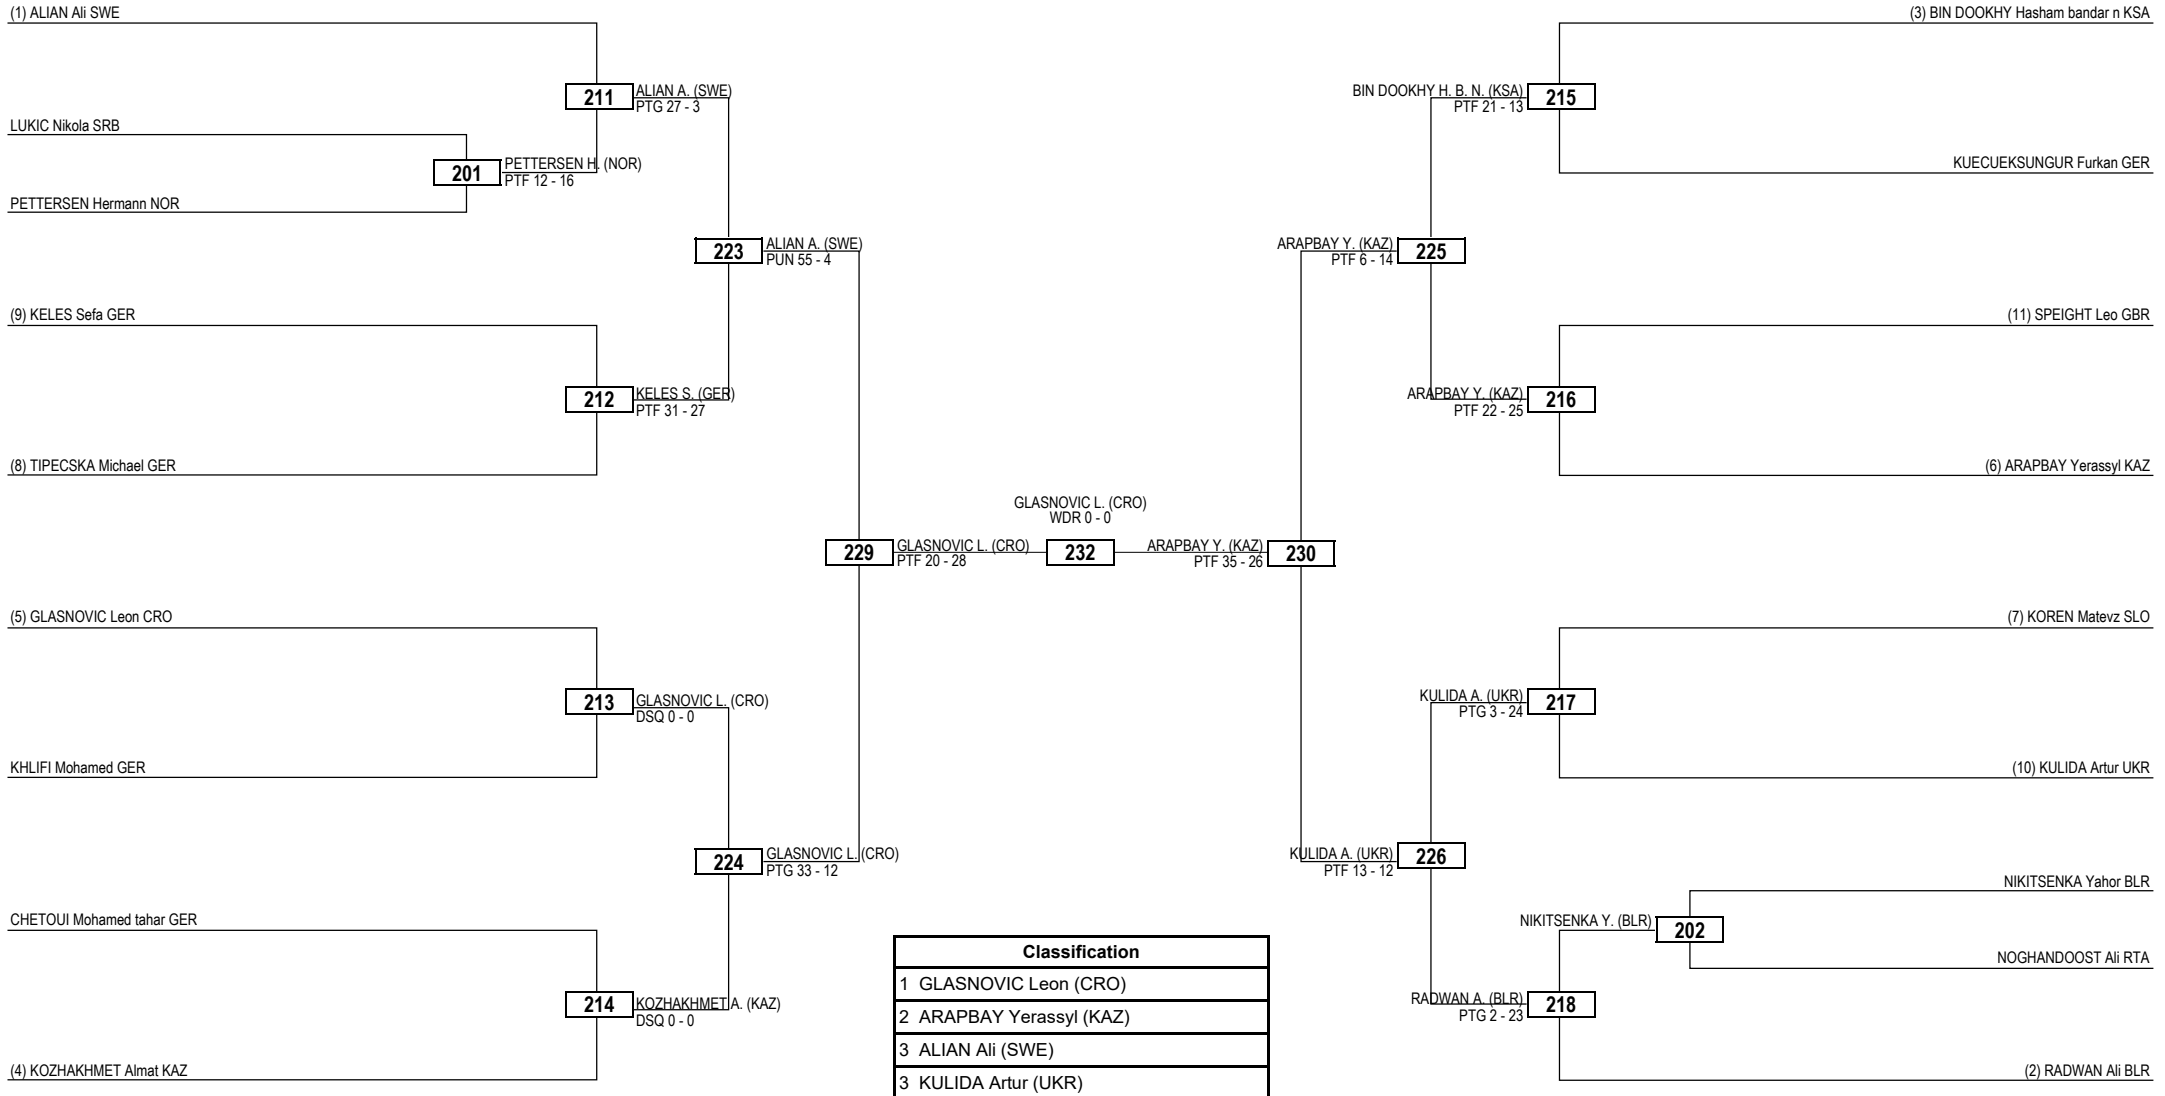 (1) ALIAN Ali SWE
(3) BIN DOOKHY Hasham bandar n KSA
211
ALIAN A. (SWE)
PTG 27 - 3
BIN DOOKHY H. B. N. (KSA)
PTF 21 - 13
215
LUKIC Nikola SRB
201
PETTERSEN H. (NOR)
PTF 12 - 16
KUECUEKSUNGUR Furkan GER
PETTERSEN Hermann NOR
223
ALIAN A. (SWE)
PUN 55 - 4
ARAPBAY Y. (KAZ)
PTF 6 - 14
225
(9) KELES Sefa GER
(11) SPEIGHT Leo GBR
212
KELES S. (GER)
PTF 31 - 27
ARAPBAY Y. (KAZ)
PTF 22 - 25
216
(8) TIPECSKA Michael GER
(6) ARAPBAY Yerassyl KAZ
GLASNOVIC L. (CRO)
WDR 0 - 0
229
GLASNOVIC L. (CRO)
PTF 20 - 28
232
ARAPBAY Y. (KAZ)
PTF 35 - 26
230
(5) GLASNOVIC Leon CRO
(7) KOREN Matevz SLO
213
GLASNOVIC L. (CRO)
DSQ 0 - 0
KULIDA A. (UKR)
PTG 3 - 24
217
KHLIFI Mohamed GER
(10) KULIDA Artur UKR
224
GLASNOVIC L. (CRO)
PTG 33 - 12
KULIDA A. (UKR)
PTF 13 - 12
226
NIKITSENKA Yahor BLR
CHETOUI Mohamed tahar GER
NIKITSENKA Y. (BLR)
202
NOGHANDOOST Ali RTA
214
KOZHAKHMET A. (KAZ)
DSQ 0 - 0
RADWAN A. (BLR)
PTG 2 - 23
218
(4) KOZHAKHMET Almat KAZ
(2) RADWAN Ali BLR
Classification
1 GLASNOVIC Leon (CRO)
2 ARAPBAY Yerassyl (KAZ)
3 ALIAN Ali (SWE)
3 KULIDA Artur (UKR)